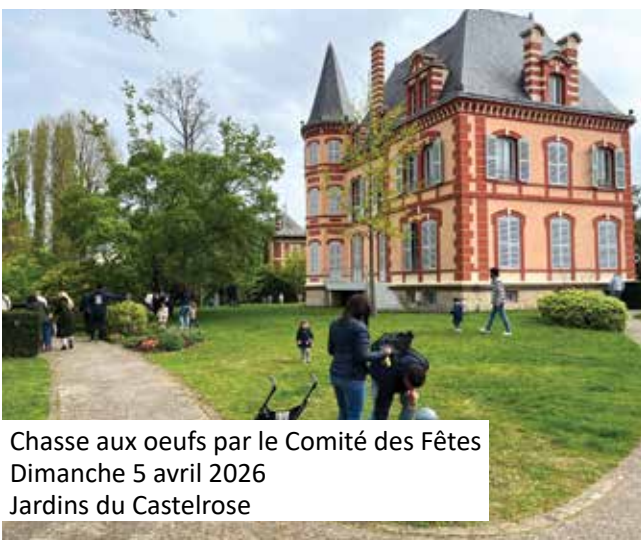 Chasse aux oeufs par le Comité des Fêtes
Dimanche 5 avril 2026
Jardins du Castelrose